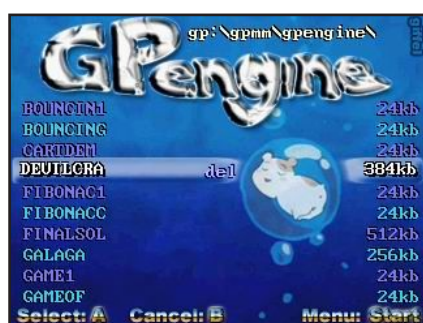 gp:\gpmm\gpengine\
GPengine
giffel
BOUNCIN1 24kb
BOUNCING 24kb
CARTDEM 24kb
DEVILCRA del 384kb
FIBONAC1 24kb
FIBONACC 24kb
FINALSOL 512kb
GALAGA 256kb
GAME1 24kb
GAMEOF 24kb
Select: A Cancel: B Menu: Start